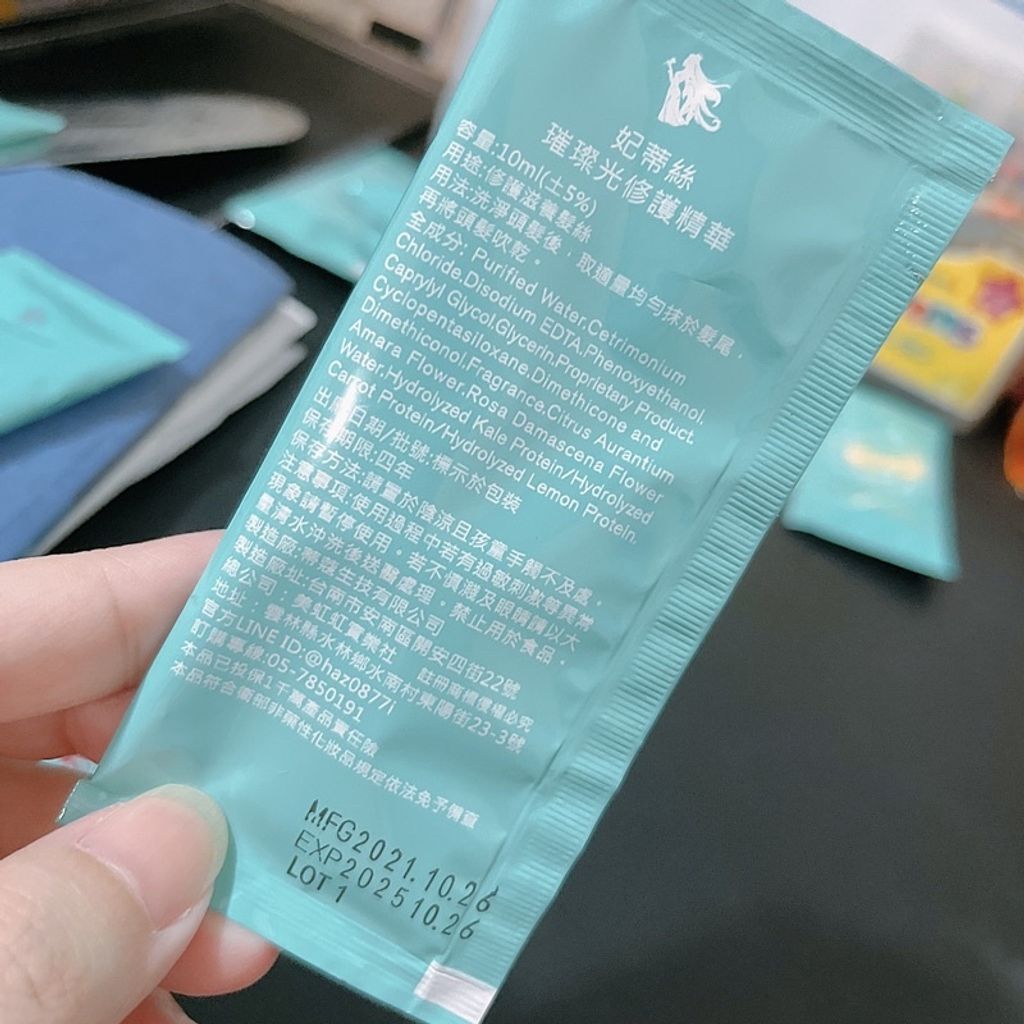 妃蒂絲
璀璨光修護精華
容量:10ml(±5%)
用途:修護滋養髮絲
用法:洗淨頭髮後，取適量均勻抹於髮尾，
再將頭髮吹乾。
全成分: Purified Water,Cetrimonium
Chloride,Disodium EDTA,Phenoxyethanol,
Caprylyl Glycol,Glycerin,Proprietary Product.
Cyclopentasiloxane,Dimethicone and
Dimethiconol,Fragrance,Citrus Aurantium
Amara Flower,Rosa Damascena Flower
Water,Hydrolyzed Kale Protein/Hydrolyzed
Carrot Protein/Hydrolyzed Lemon Protein.
出廠日期/批號:標示於包裝
保存期限:四年
保存方法:請置於陰涼且孩童手觸不及處。
注意事項:使用過程中若有過敏刺激等異常
現象請暫停使用。若不慎濺及眼睛請以大
量清水沖洗後送醫處理。禁止用於食品。
製造廠:生技有限公司
製造廠址:台南市安南區開安四街22號
總公司：美虹虹實業社 註冊商標侵權必究
地址：雲林縣水林鄉水南村東陽街23-3號
官方LINE ID:@haz0877i
訂購專線:05-7850191
本品已投保1千萬產品責任險
本品符合衛部非藥性化妝品規定依法免予備查
MFG2021.10.26
EXP202510.26
LOT 1